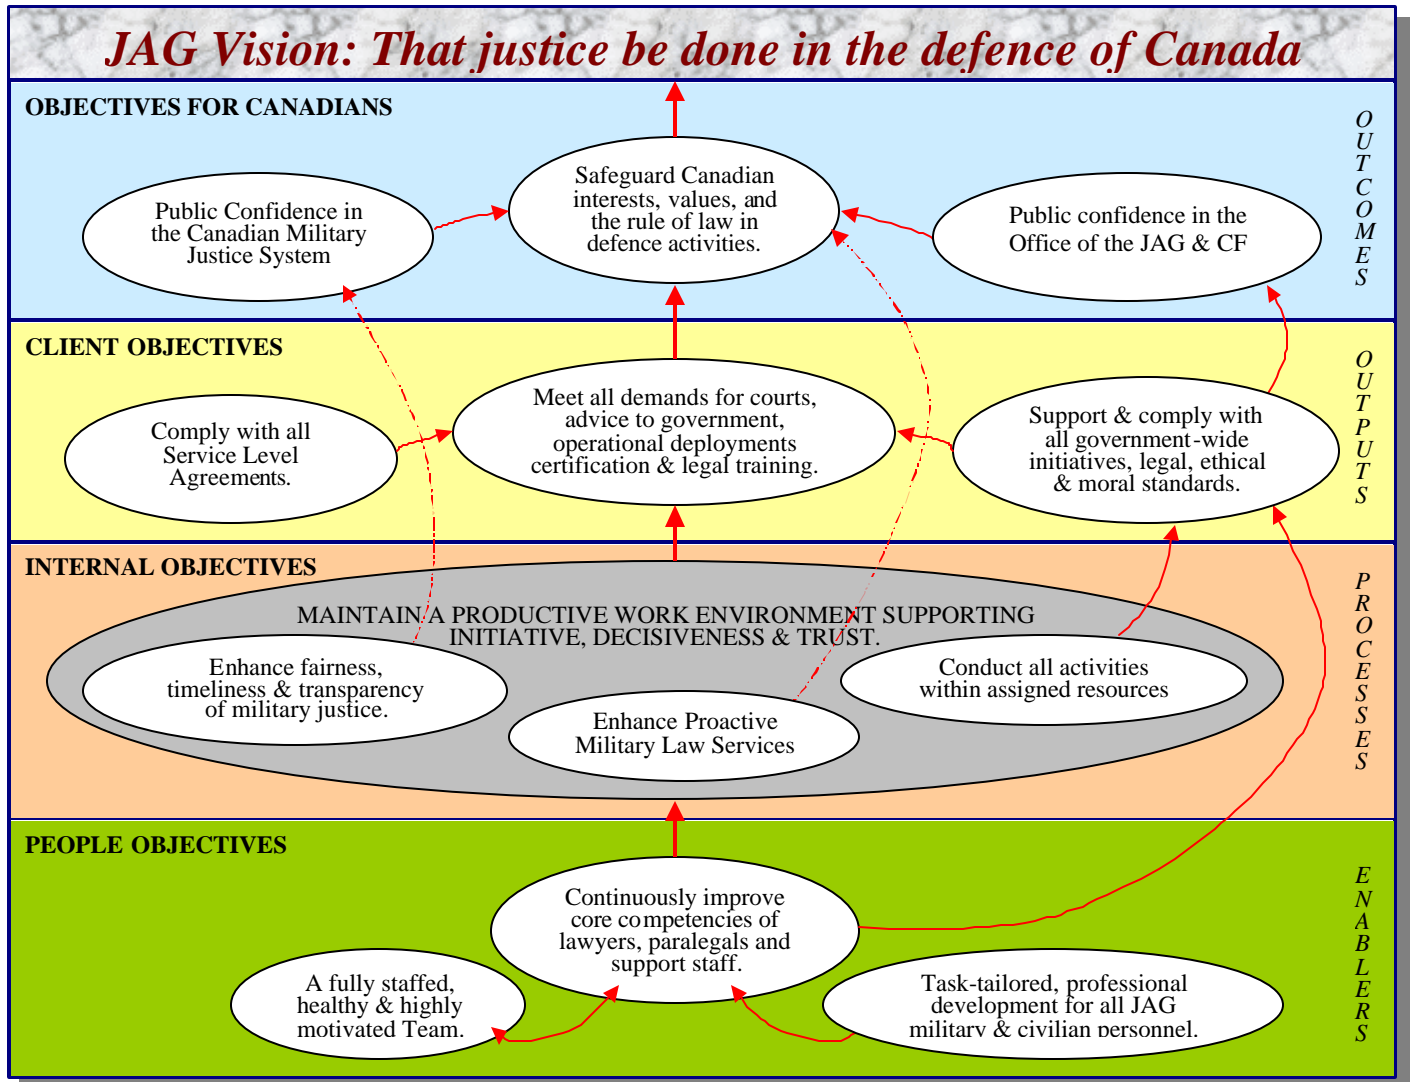 JAG Vision: That justice be done in the defence of Canada
OBJECTIVES FOR CANADIANS
OUTCOMES
Public Confidence in
the Canadian Military
Justice System
Safeguard Canadian
interests, values, and
the rule of law in
defence activities.
Public confidence in the
Office of the JAG & CF
CLIENT OBJECTIVES
OUTPUTS
Comply with all
Service Level
Agreements.
Meet all demands for courts,
advice to government,
operational deployments
certification & legal training.
Support & comply with
all government-wide
initiatives, legal, ethical
& moral standards.
INTERNAL OBJECTIVES
PROCESSES
MAINTAIN A PRODUCTIVE WORK ENVIRONMENT SUPPORTING
INITIATIVE, DECISIVENESS & TRUST.
Enhance fairness,
timeliness & transparency
of military justice.
Enhance Proactive
Military Law Services
Conduct all activities
within assigned resources
PEOPLE OBJECTIVES
ENABLERS
Continuously improve
core competencies of
lawyers, paralegals and
support staff.
A fully staffed,
healthy & highly
motivated Team.
Task-tailored, professional
development for all JAG
military & civilian personnel.